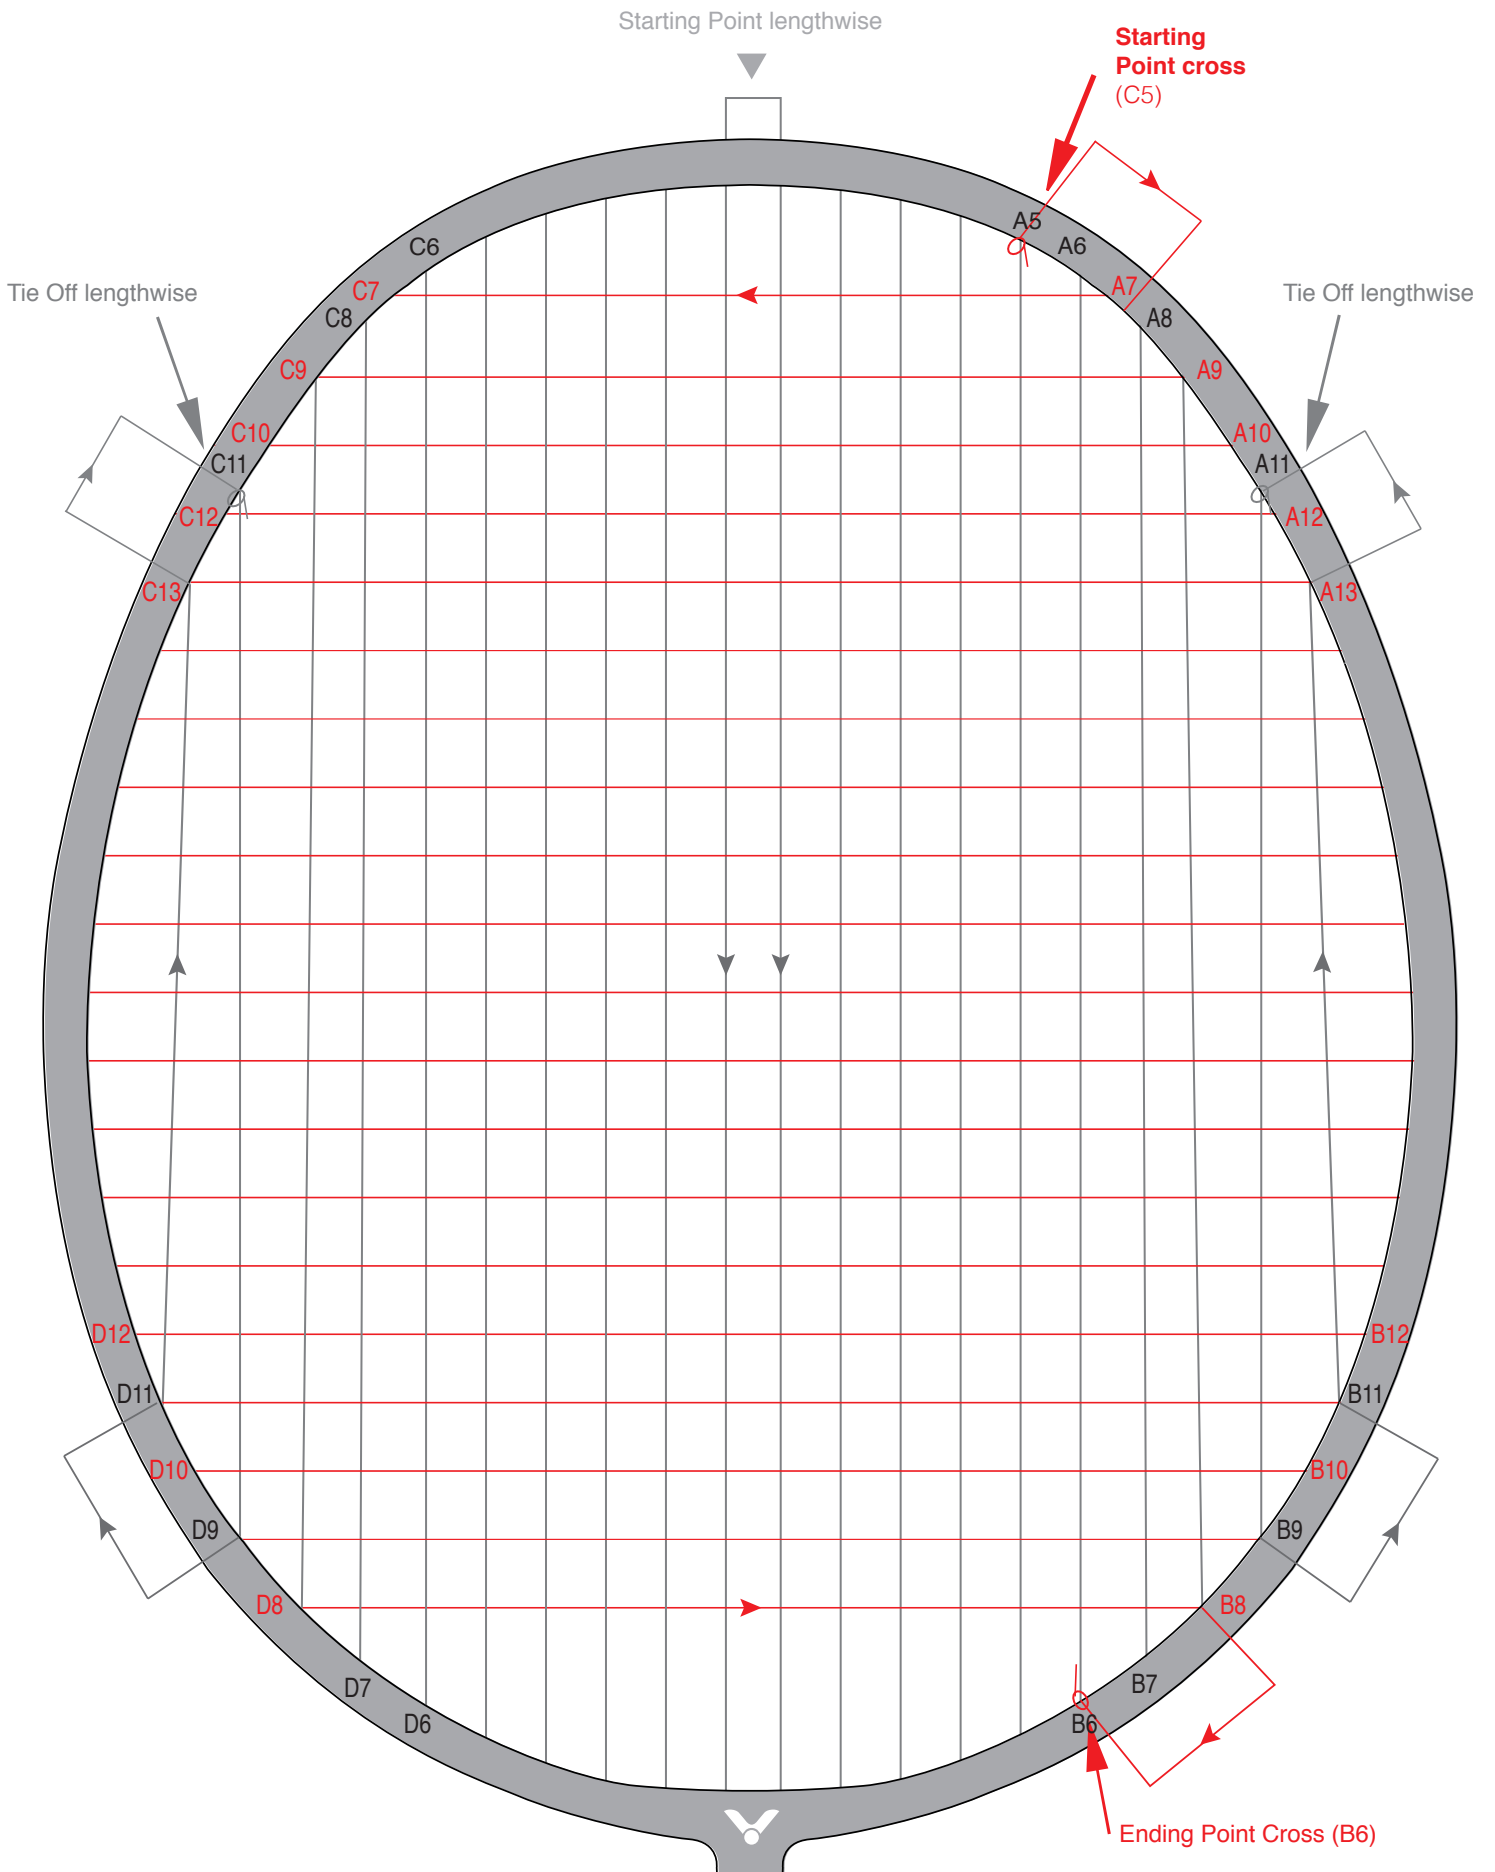 Starting Point lengthwise
Starting
Point cross
(C5)
A5
C6
A6
C7
A7
Tie Off lengthwise
Tie Off lengthwise
C8
A8
C9
A9
C10
A10
C11
A11
C12
A12
C13
A13
D12
B12
D11
B11
D10
B10
D9
B9
D8
B8
D7
B7
D6
B6
Ending Point Cross (B6)